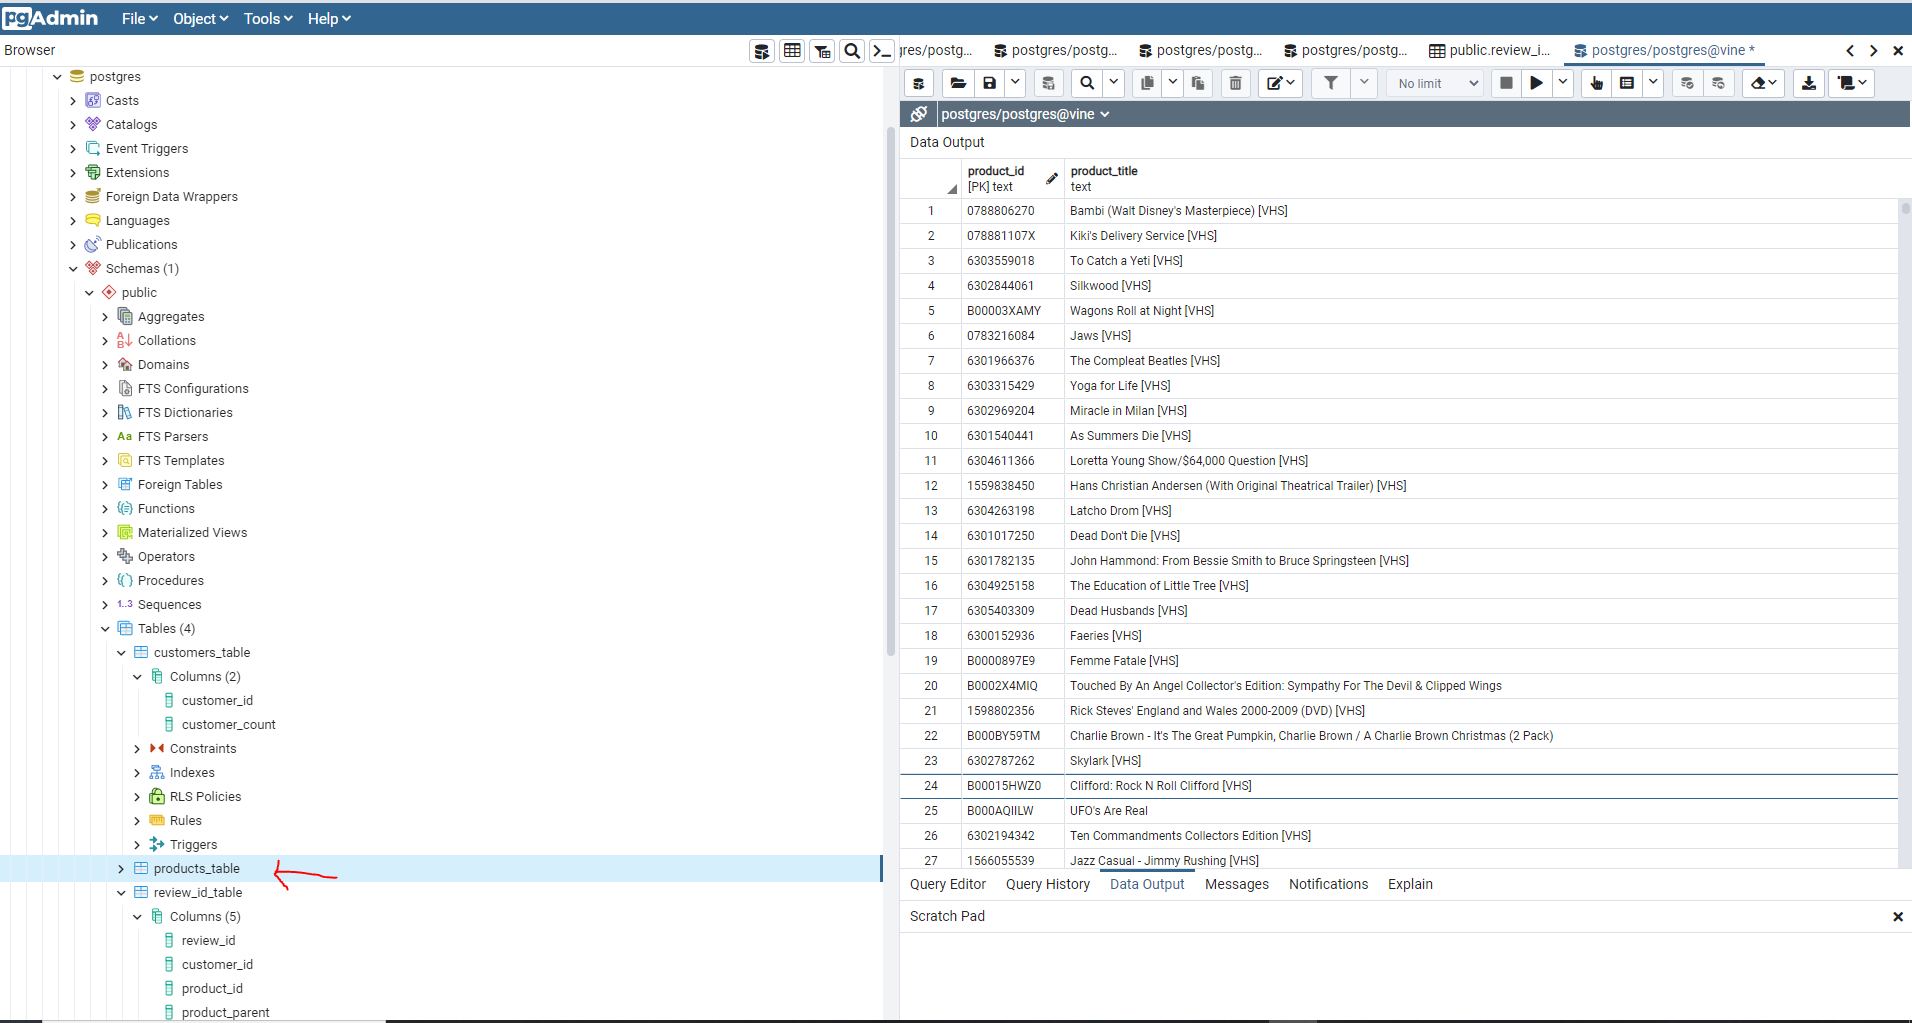 pgAdmin File Object Tools Help
Browser
res/postg... postgres/postg... postgres/postg... postgres/postg... public.review_i... postgres/postgres@vine *
No limit
postgres/postgres@vine
Data Output
postgres
Casts
Catalogs
Event Triggers
Extensions
Foreign Data Wrappers
Languages
Publications
Schemas (1)
public
Aggregates
Collations
Domains
FTS Configurations
FTS Dictionaries
Aa FTS Parsers
FTS Templates
Foreign Tables
Functions
Materialized Views
Operators
Procedures
1..3 Sequences
Tables (4)
customers_table
Columns (2)
customer_id
customer_count
Constraints
Indexes
RLS Policies
Rules
Triggers
products_table
review_id_table
Columns (5)
review_id
customer_id
product_id
product_parent
product_id product_title
[PK] text text
1 0788806270 Bambi (Walt Disney's Masterpiece) [VHS]
2 078881107X Kiki's Delivery Service [VHS]
3 6303559018 To Catch a Yeti [VHS]
4 6302844061 Silkwood [VHS]
5 B00003XAMY Wagons Roll at Night [VHS]
6 0783216084 Jaws [VHS]
7 6301966376 The Compleat Beatles [VHS]
8 6303315429 Yoga for Life [VHS]
9 6302969204 Miracle in Milan [VHS]
10 6301540441 As Summers Die [VHS]
11 6304611366 Loretta Young Show/$64,000 Question [VHS]
12 1559838450 Hans Christian Andersen (With Original Theatrical Trailer) [VHS]
13 6304263198 Latcho Drom [VHS]
14 6301017250 Dead Don't Die [VHS]
15 6301782135 John Hammond: From Bessie Smith to Bruce Springsteen [VHS]
16 6304925158 The Education of Little Tree [VHS]
17 6305403309 Dead Husbands [VHS]
18 6300152936 Faeries [VHS]
19 B0000897E9 Femme Fatale [VHS]
20 B0002X4MIQ Touched By An Angel Collector's Edition: Sympathy For The Devil & Clipped Wings
21 1598802356 Rick Steves' England and Wales 2000-2009 (DVD) [VHS]
22 B000BY59TM Charlie Brown - It's The Great Pumpkin, Charlie Brown / A Charlie Brown Christmas (2 Pack)
23 6302787262 Skylark [VHS]
24 B00015HWZ0 Clifford: Rock N Roll Clifford [VHS]
25 B000AQIILW UFO's Are Real
26 6302194342 Ten Commandments Collectors Edition [VHS]
27 1566055539 Jazz Casual - Jimmy Rushing [VHS]
Query Editor Query History Data Output Messages Notifications Explain
Scratch Pad